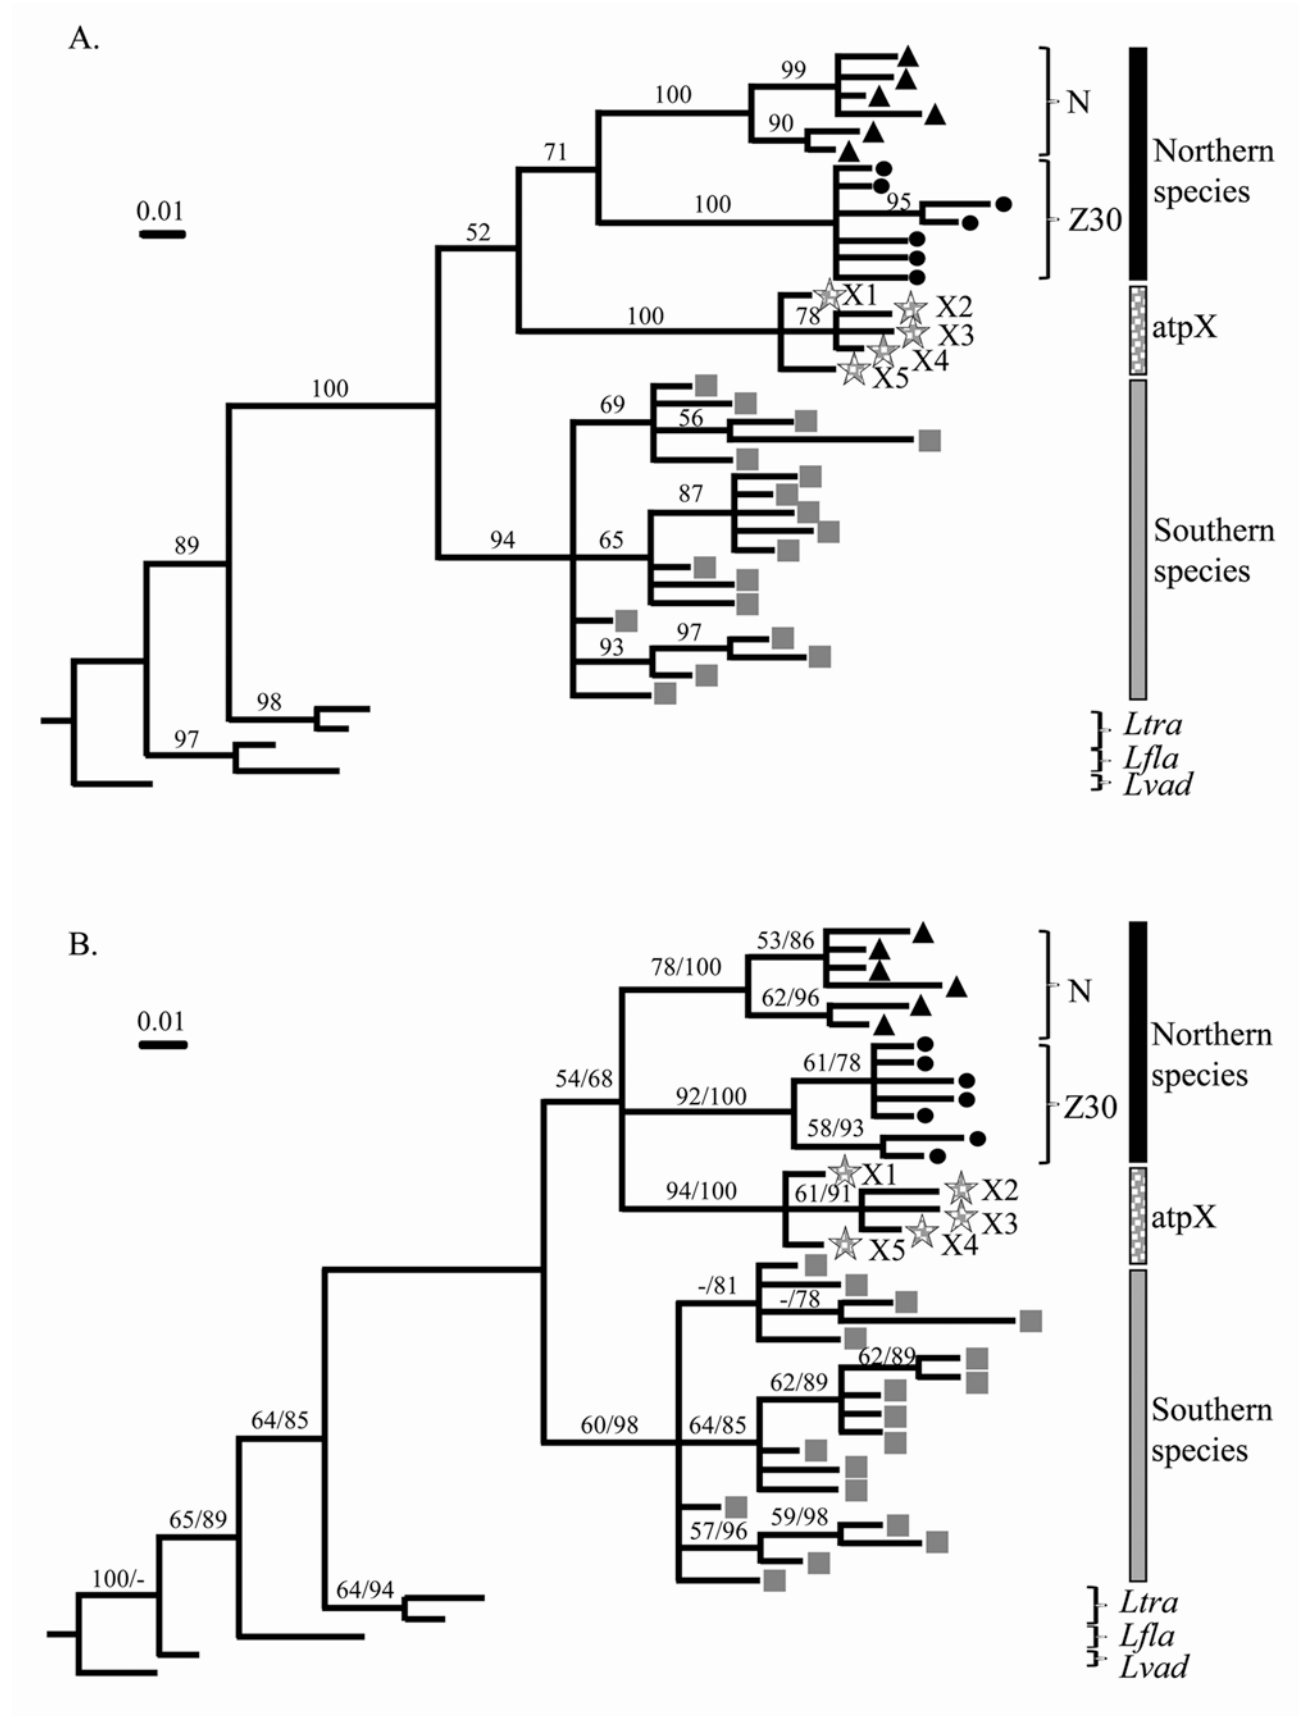 A.
99
100
N
90
Northern
species
71
0.01
100
95
Z30
52
X1
X2
100
78
X3
atpX
X4
X5
100
69
56
87
94
65
Southern
species
89
93
97
98
Ltra
97
Lfla
Lvad
B.
53/86
78/100
N
62/96
0.01
Northern
species
54/68
61/78
92/100
Z30
58/93
X1
94/100
61/91
X2
X3
atpX
X4
X5
-/81
-/78
62/89
62/89
64/85
60/98
64/85
Southern
species
65/89
57/96
59/98
100/-
64/94
Ltra
Lfla
Lvad